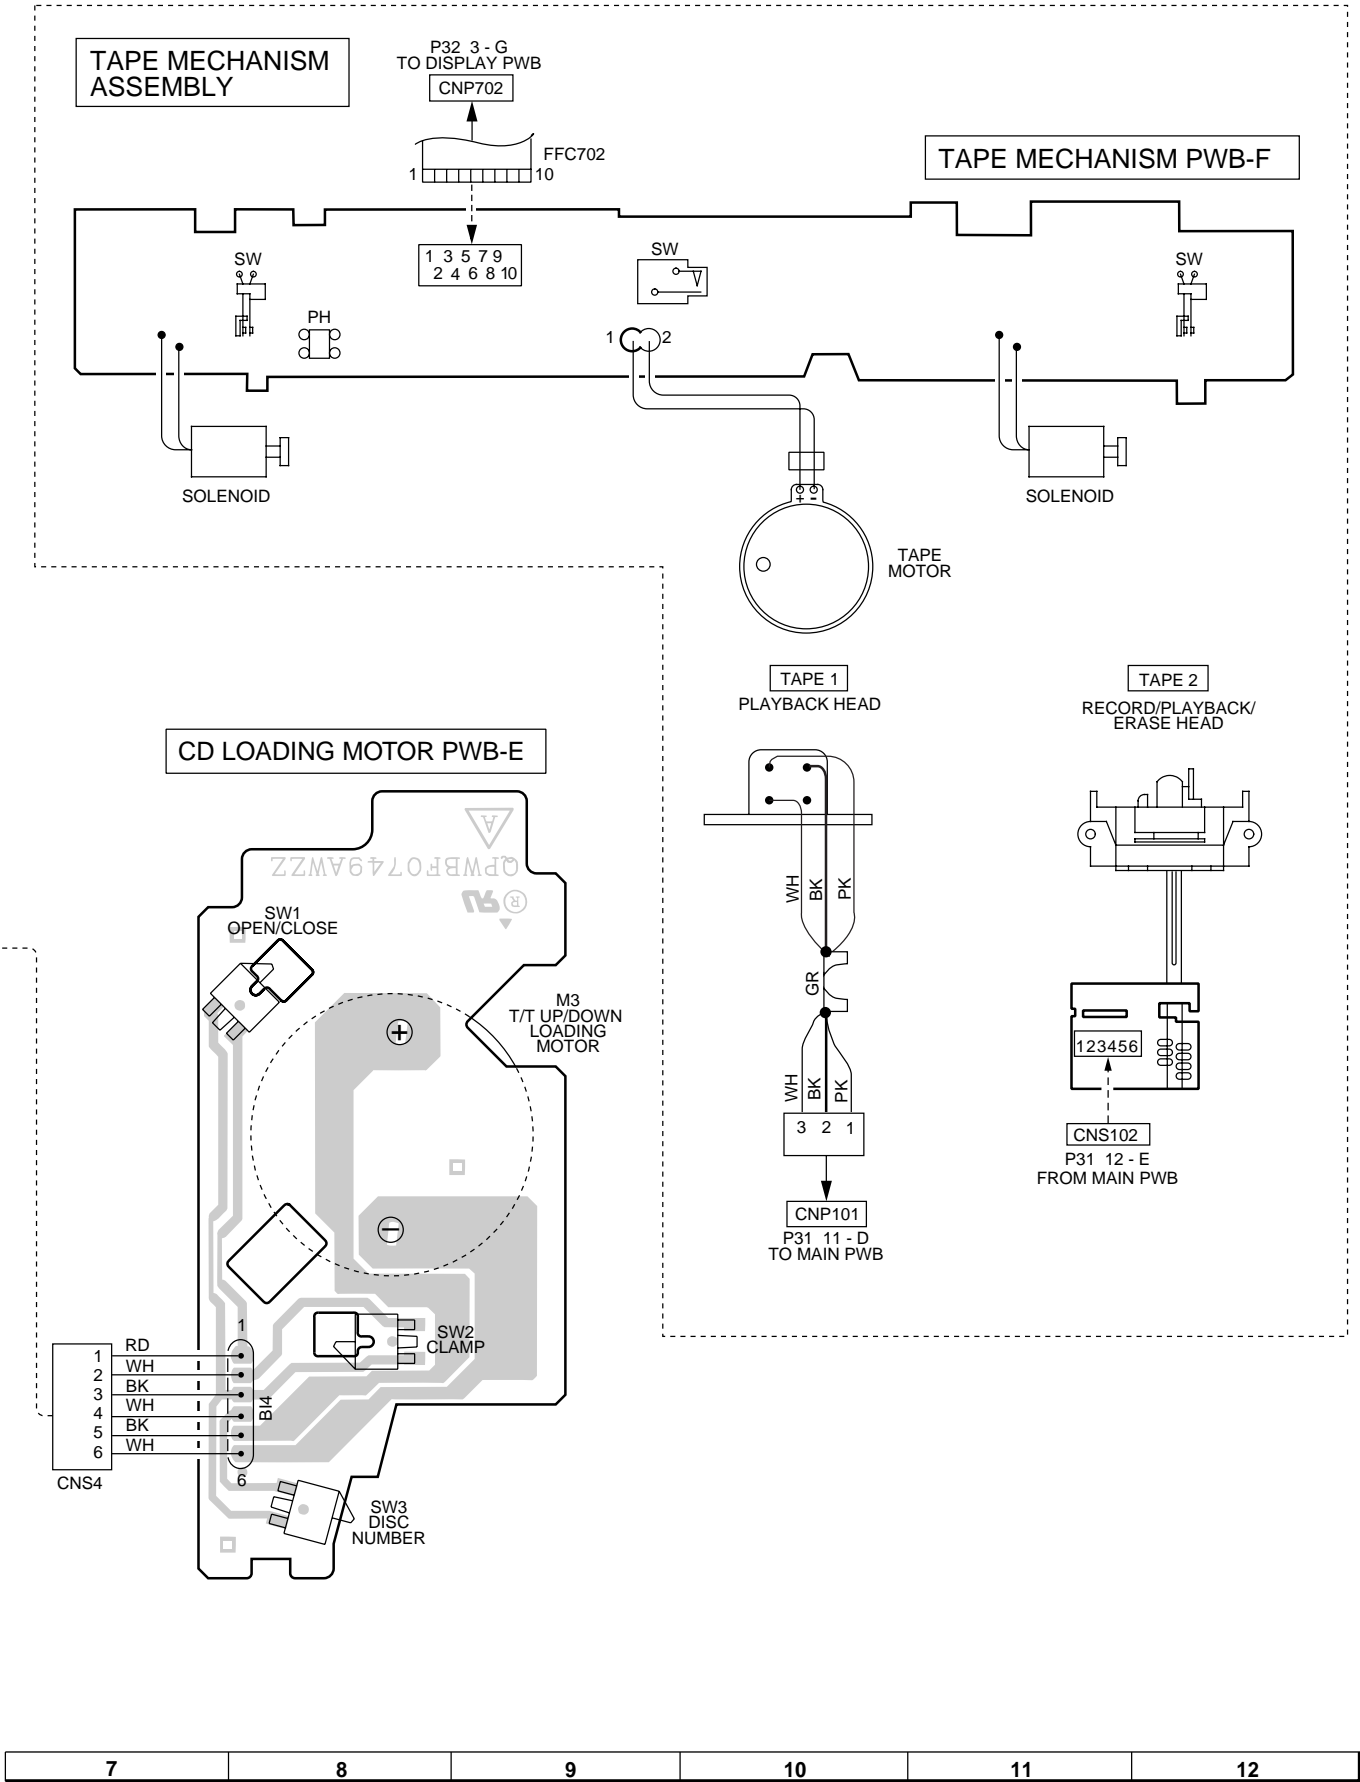 TAPE MECHANISM
ASSEMBLY
P32 3 - G
TO DISPLAY PWB
CNP702
FFC702
1
10
TAPE MECHANISM PWB-F
1 3 5 7 9
2 4 6 8 10
SW
SW
SW
PH
1
2
SOLENOID
SOLENOID
+ -
TAPE
MOTOR
TAPE 1
PLAYBACK HEAD
TAPE 2
RECORD/PLAYBACK/
ERASE HEAD
CD LOADING MOTOR PWB-E
A
QPWBF0749AWZZ
R
SW1
OPEN/CLOSE
M3
T/T UP/DOWN
LOADING
MOTOR
+
−
WH
BK
PK
GR
WH
BK
PK
3 2 1
CNP101
P31 11 - D
TO MAIN PWB
123456
CNS102
P31 12 - E
FROM MAIN PWB
SW2
CLAMP
1
BI4
6
1 RD
2 WH
3 BK
4 WH
5 BK
6 WH
CNS4
SW3
DISC
NUMBER
7 8 9 10 11 12